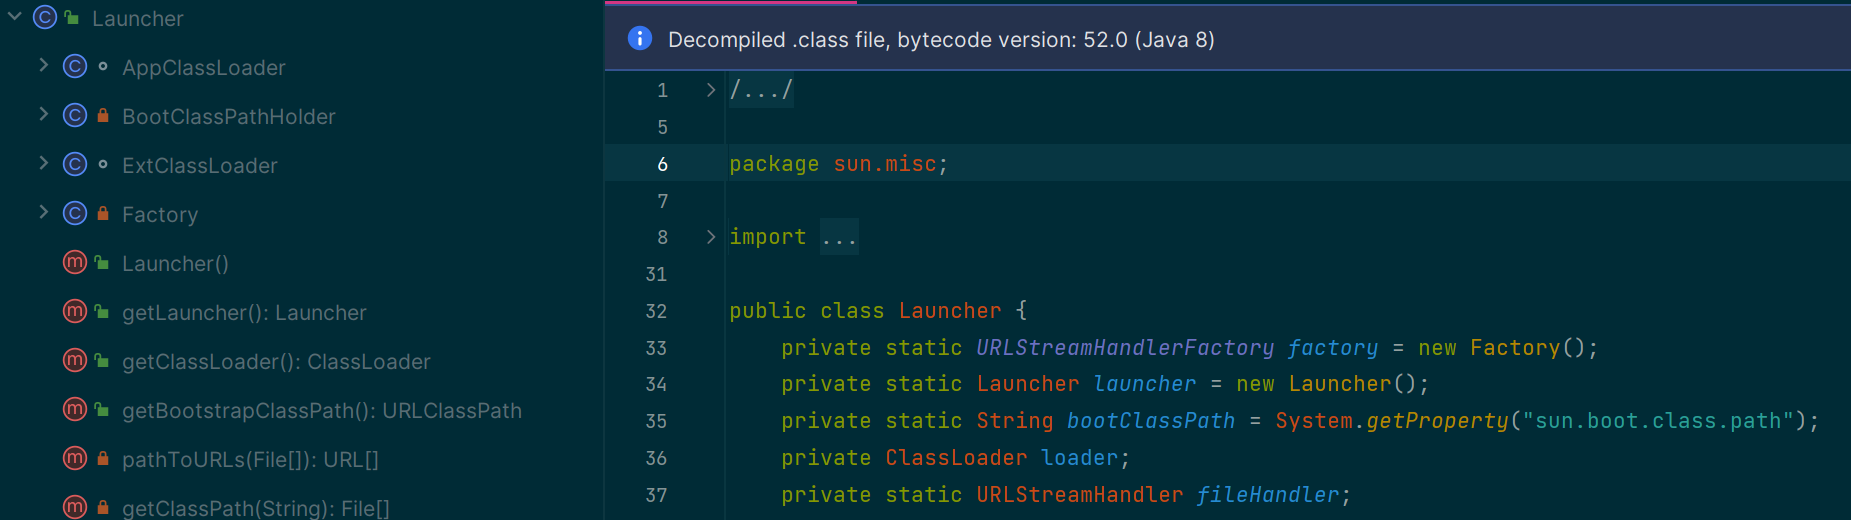 Launcher
AppClassLoader
BootClassPathHolder
ExtClassLoader
Factory
Launcher()
getLauncher(): Launcher
getClassLoader(): ClassLoader
getBootstrapClassPath(): URLClassPath
pathToURLs(File[]): URL[]
getClassPath(String): File[]
Decompiled .class file, bytecode version: 52.0 (Java 8)
1 /.../
5
6 package sun.misc;
7
8 import ...
31
32 public class Launcher {
33 private static URLStreamHandlerFactory factory = new Factory();
34 private static Launcher launcher = new Launcher();
35 private static String bootClassPath = System.getProperty("sun.boot.class.path");
36 private ClassLoader loader;
37 private static URLStreamHandler fileHandler;